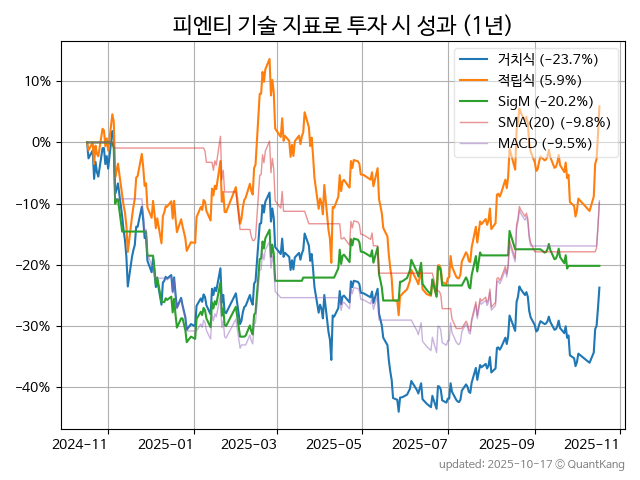 피엔티 기술 지표로 투자 시 성과 (1년)
거치식 (−23.7%)
적립식 (5.9%)
SigM (−20.2%)
SMA(20) (−9.8%)
MACD (−9.5%)
10%
0%
−10%
−20%
−30%
−40%
2024−11 2025−01 2025−03 2025−05 2025−07 2025−09 2025−11
updated: 2025−10−17 © QuantKang